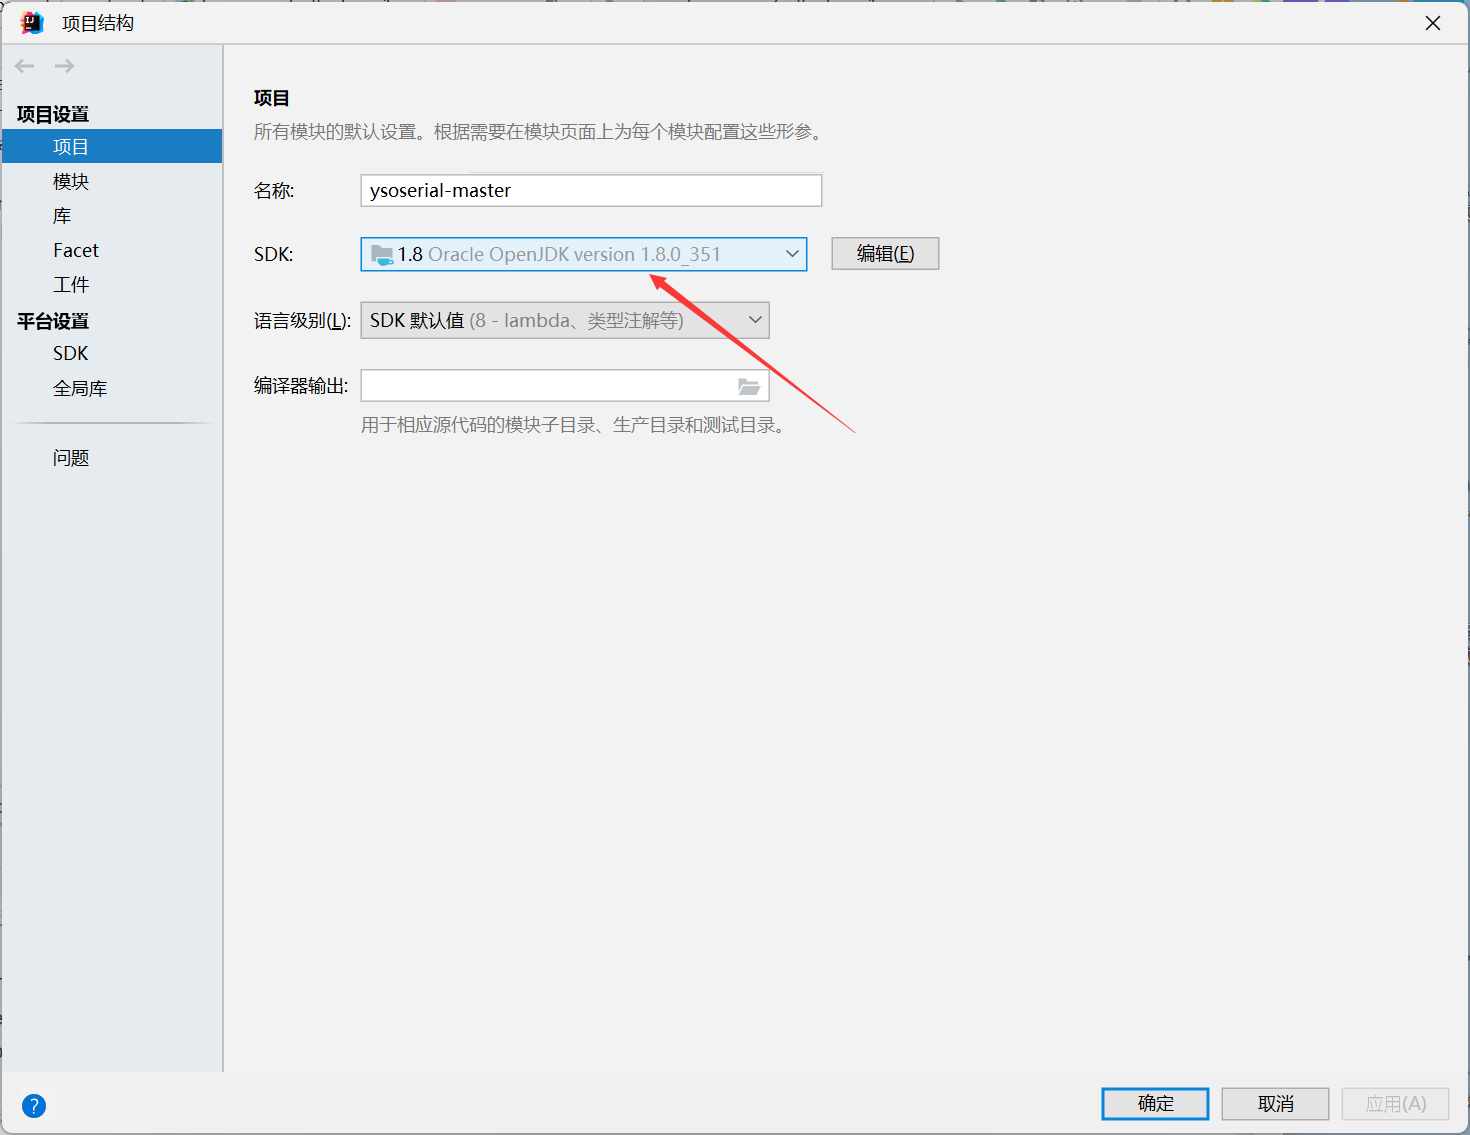 项目结构
项目设置
项目
模块
库
Facet
工件
平台设置
SDK
全局库
问题
项目
所有模块的默认设置。根据需要在模块页面上为每个模块配置这些形参。
名称: ysoserial-master
SDK: 1.8 Oracle OpenJDK version 1.8.0_351 编辑(E)
语言级别(L): SDK 默认值 (8 - lambda、类型注解等)
编译器输出:
用于相应源代码的模块子目录、生产目录和测试目录。
? 确定 取消 应用(A)